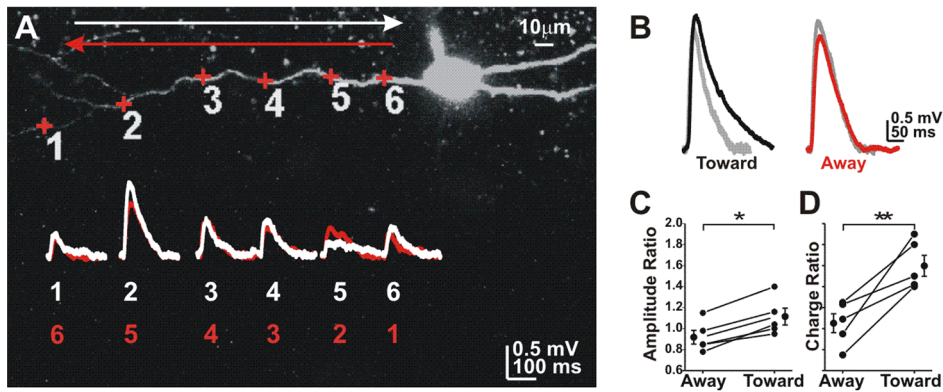 A
10µm
1
2
3
4
5
6
1 2 3 4 5 6
6 5 4 3 2 1
0.5 mV
100 ms
B
Toward
Away
0.5 mV
50 ms
C
*
Amplitude Ratio
2.0
1.8
1.6
1.4
1.2
1.0
0.8
0.6
Away Toward
D
**
Charge Ratio
Away Toward